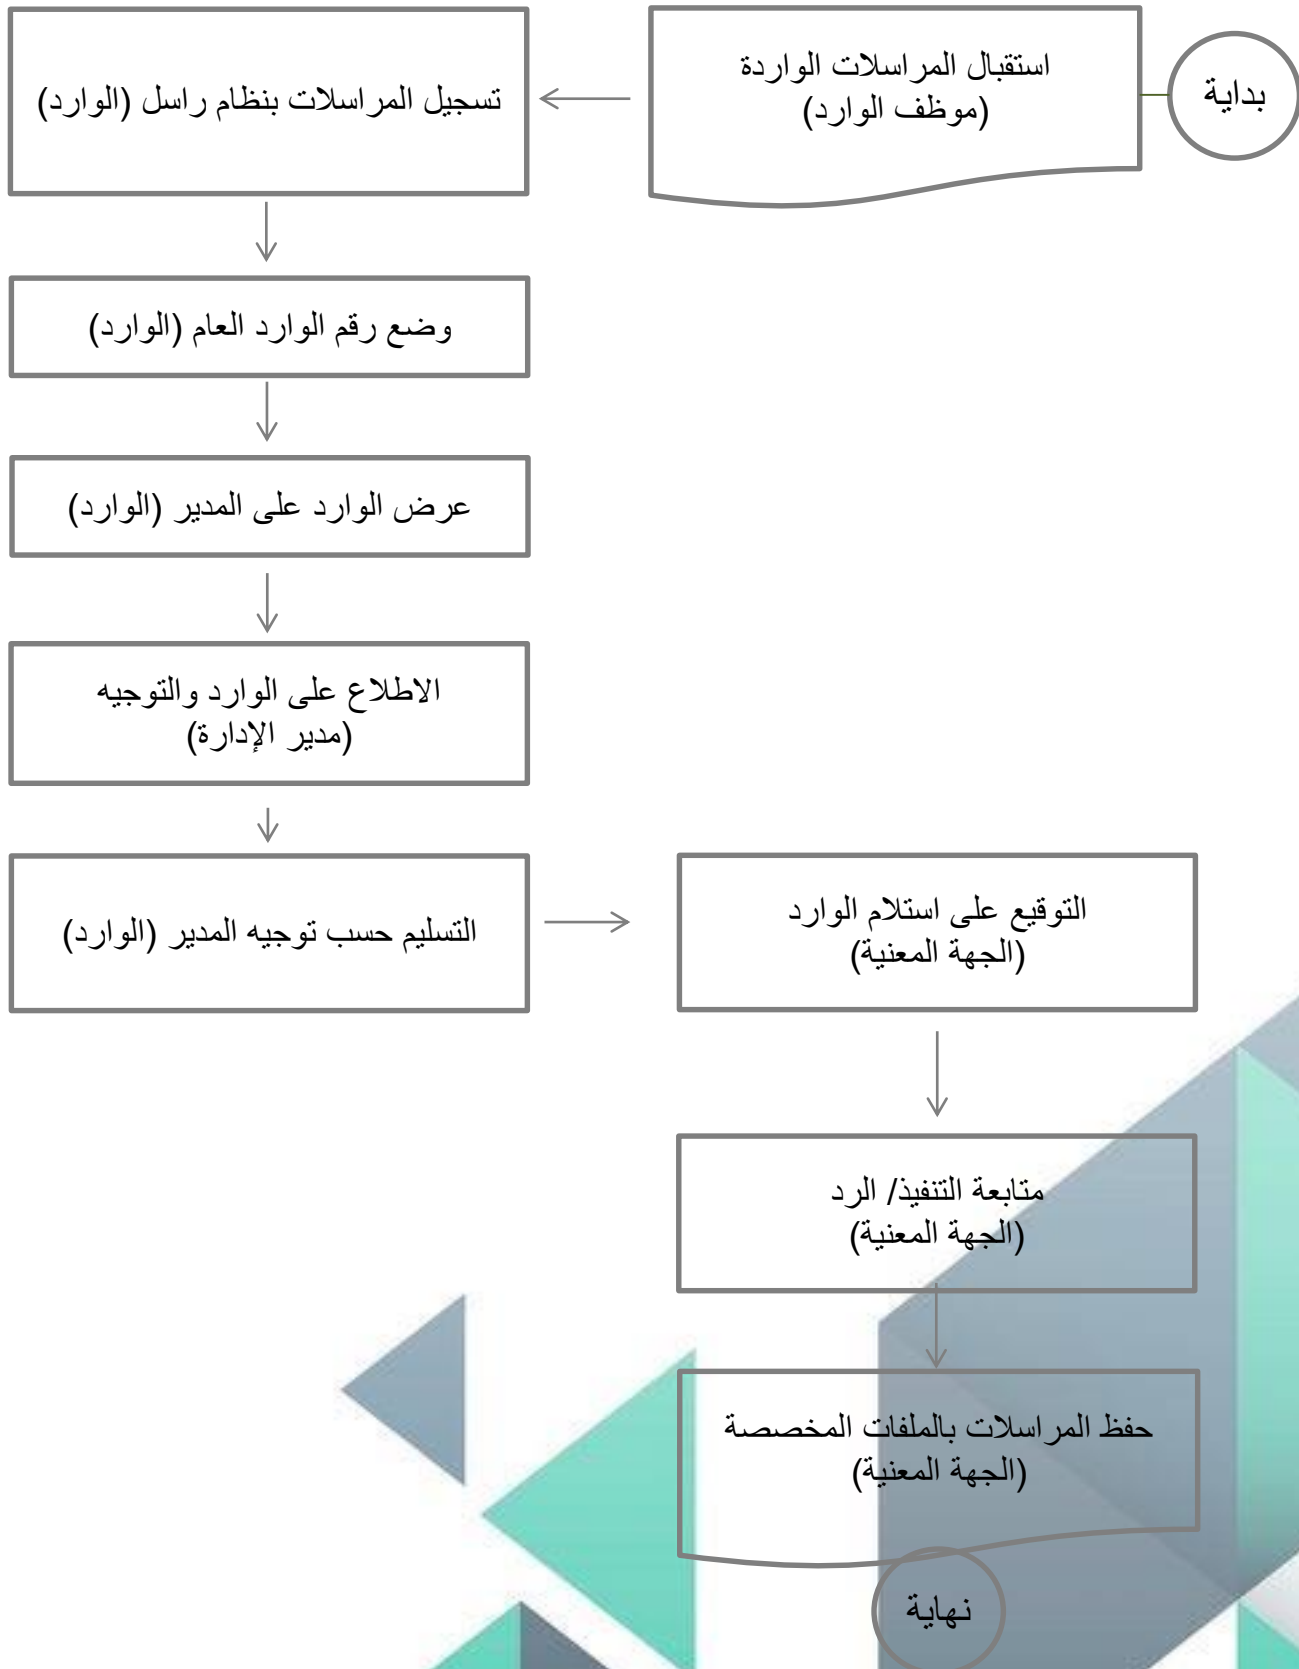 بداية
استقبال المراسلات الواردة
(موظف الوارد)
تسجيل المراسلات بنظام راسل (الوارد)
وضع رقم الوارد العام (الوارد)
عرض الوارد على المدير (الوارد)
الاطلاع على الوارد والتوجيه
(مدير الإدارة)
التسليم حسب توجيه المدير (الوارد)
التوقيع على استلام الوارد
(الجهة المعنية)
متابعة التنفيذ/ الرد
(الجهة المعنية)
حفظ المراسلات بالملفات المخصصة
(الجهة المعنية)
نهاية